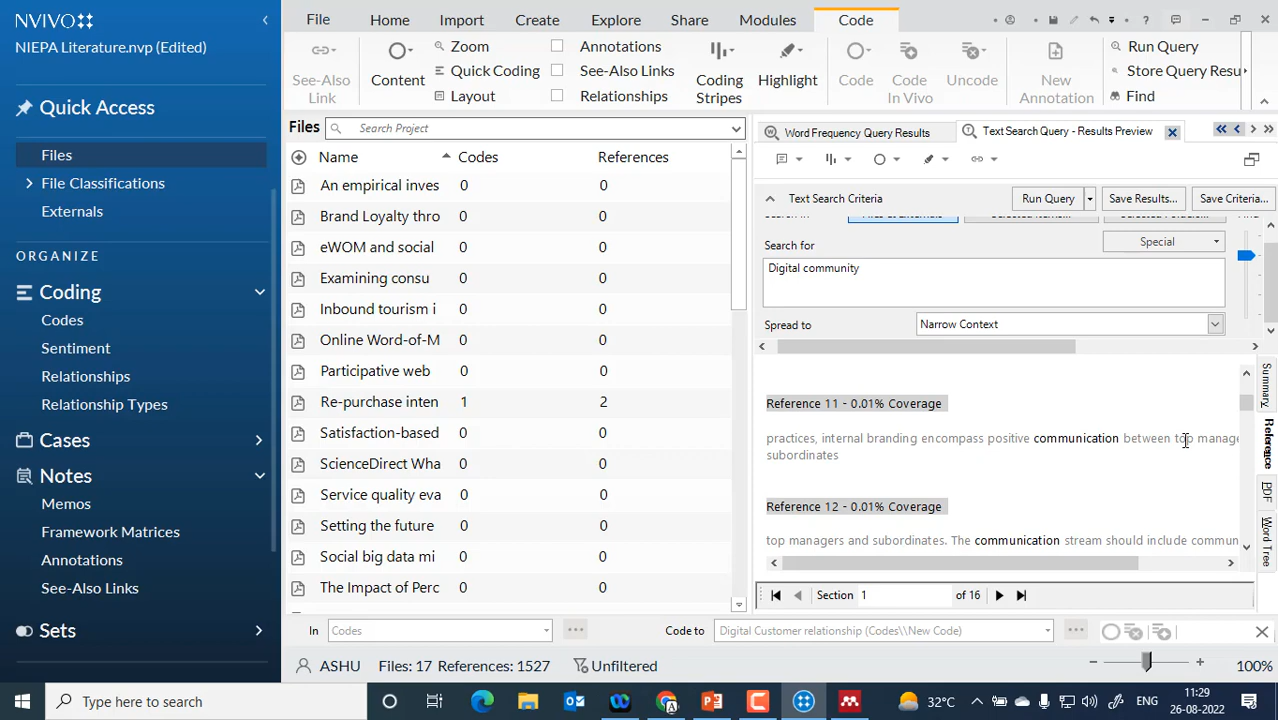 NVIVO
NIEPA Literature.nvp (Edited)
Quick Access
Files
File Classifications
Externals
ORGANIZE
Coding
Codes
Sentiment
Relationships
Relationship Types
Cases
Notes
Memos
Framework Matrices
Annotations
See-Also Links
Sets
File Home Import Create Explore Share Modules Code
See-Also Link
Content
Zoom
Quick Coding
Layout
Annotations
See-Also Links
Relationships
Coding Stripes
Highlight
Code
Code In Vivo
Uncode
New Annotation
Run Query
Store Query Resu
Find
Files Search Project
Name Codes References
An empirical inves 0 0
Brand Loyalty thro 0 0
eWOM and social 0 0
Examining consu 0 0
Inbound tourism i 0 0
Online Word-of-M 0 0
Participative web 0 0
Re-purchase inten 1 2
Satisfaction-based 0 0
ScienceDirect Wha 0 0
Service quality eva 0 0
Setting the future 0 0
Social big data mi 0 0
The Impact of Perc 0 0
Word Frequency Query Results Text Search Query - Results Preview
Text Search Criteria Run Query Save Results... Save Criteria...
Search for Special
Digital community
Spread to Narrow Context
Reference 11 - 0.01% Coverage
practices, internal branding encompass positive communication between top manage
subordinates
Reference 12 - 0.01% Coverage
top managers and subordinates. The communication stream should include commun
Summary
Reference
PDF
Word Tree
Section 1 of 16
In Codes Code to Digital Customer relationship (Codes\\New Code)
ASHU Files: 17 References: 1527 Unfiltered 100%
Type here to search 32°C ENG 11:29
26-08-2022